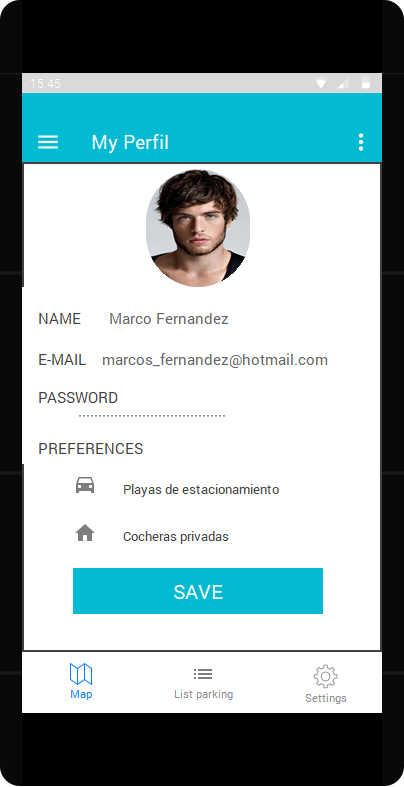 15:45
My Perfil
NAME Marco Fernandez
E-MAIL marcos_fernandez@hotmail.com
PASSWORD
PREFERENCES
Playas de estacionamiento
Cocheras privadas
SAVE
Map List parking Settings